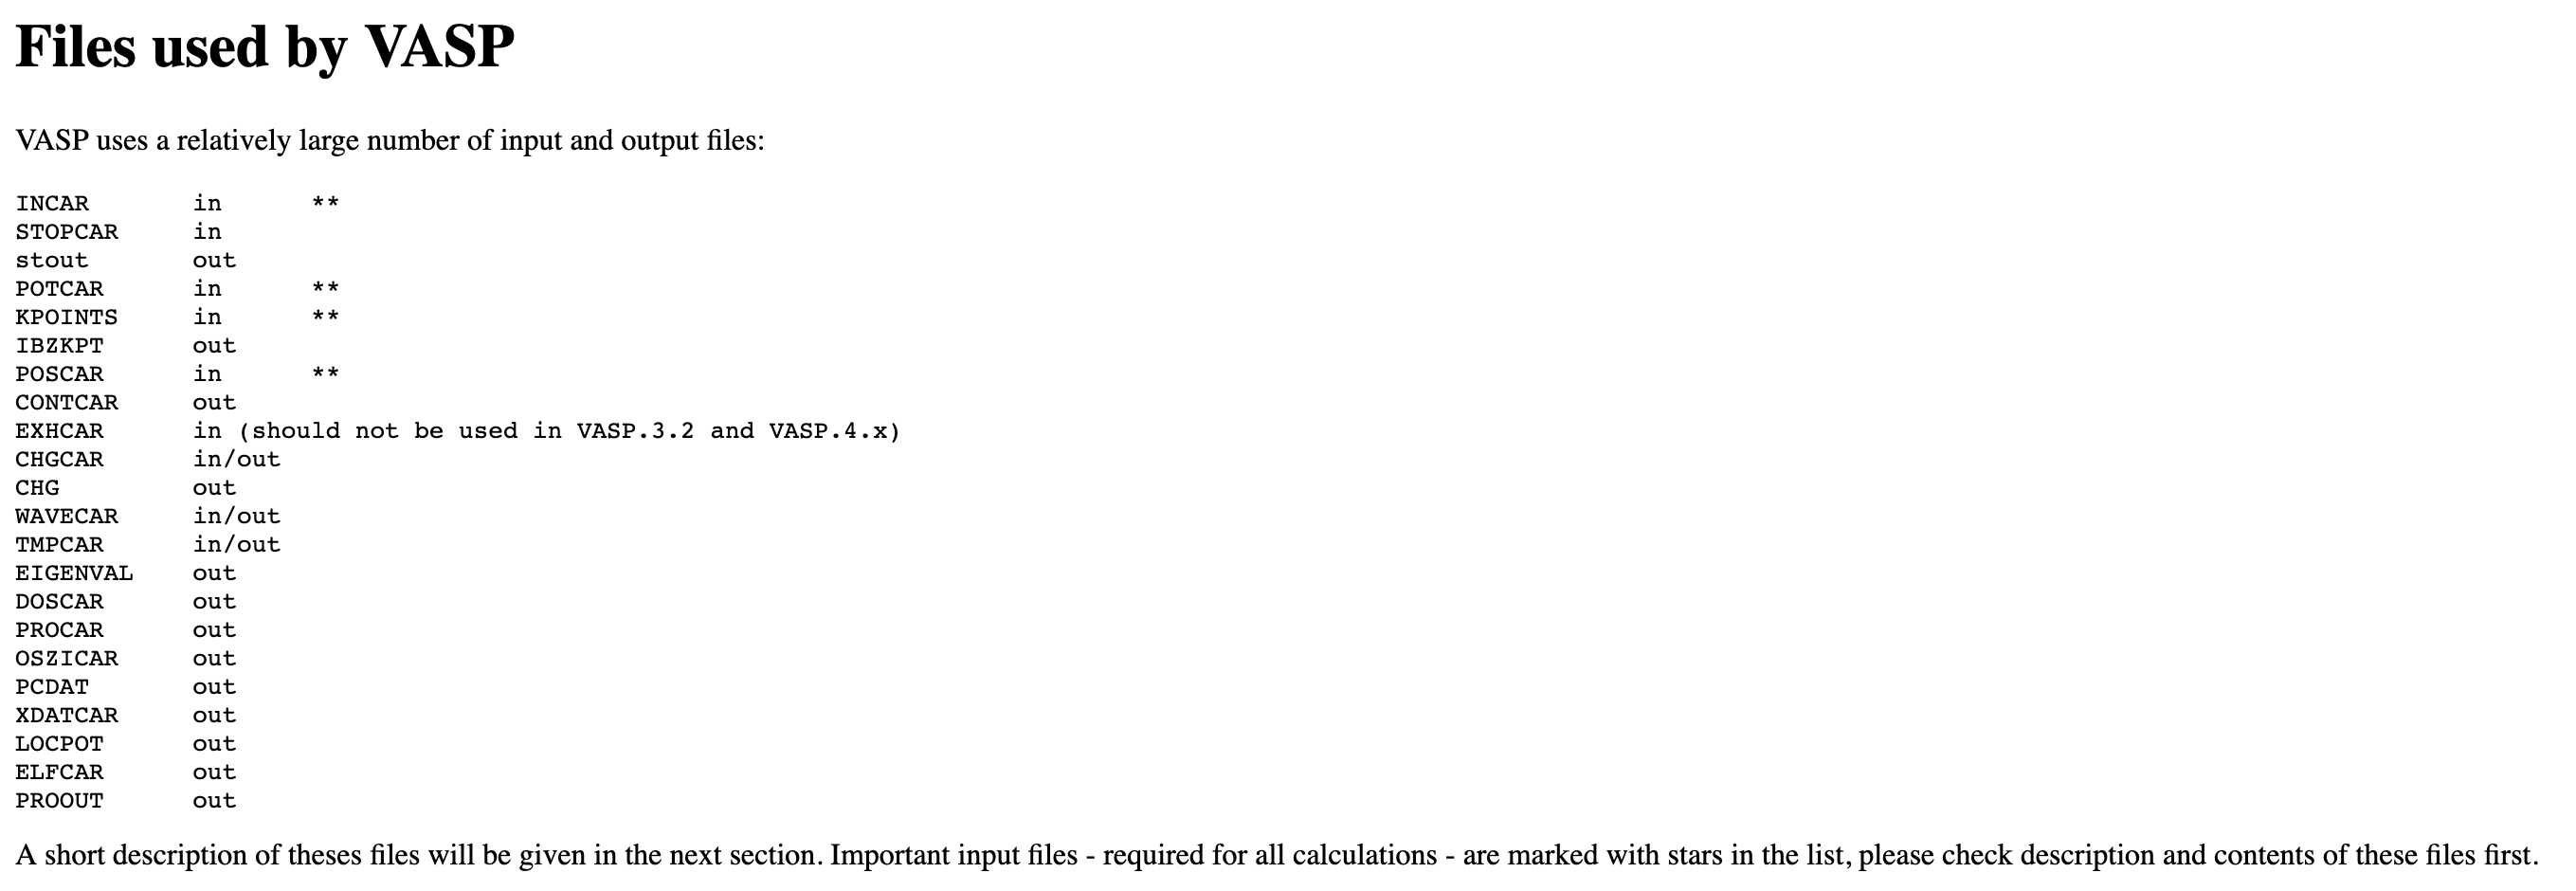 Files used by VASP
VASP uses a relatively large number of input and output files:
INCAR in **
STOPCAR in
stout out
POTCAR in **
KPOINTS in **
IBZKPT out
POSCAR in **
CONTCAR out
EXHCAR in (should not be used in VASP.3.2 and VASP.4.x)
CHGCAR in/out
CHG out
WAVECAR in/out
TMPCAR in/out
EIGENVAL out
DOSCAR out
PROCAR out
OSZICAR out
PCDAT out
XDATCAR out
LOCPOT out
ELFCAR out
PROOUT out
A short description of theses files will be given in the next section. Important input files - required for all calculations - are marked with stars in the list, please check description and contents of these files first.